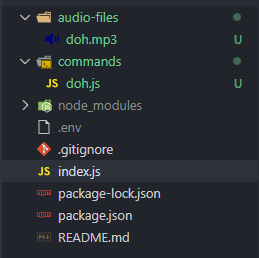 audio-files
doh.mp3 U
commands
JS doh.js U
node_modules
.env
.gitignore
JS index.js
package-lock.json
package.json
README.md